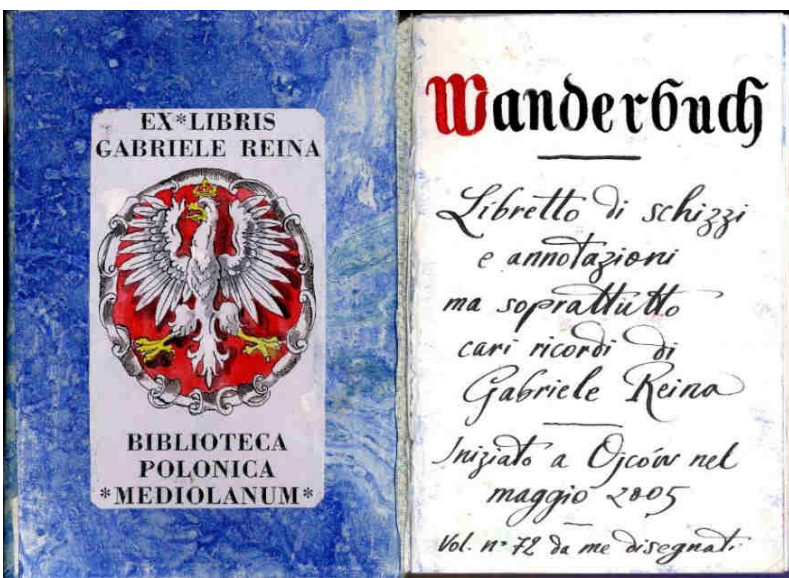 EX*LIBRIS
GABRIELE REINA
BIBLIOTECA
POLONICA
*MEDIOLANUM*
Wanderbuch
Libretto di schizzi
e annotazioni
ma soprattutto
cari ricordi di
Gabriele Reina
Iniziato a Ojców nel
maggio 2005
Vol. n° 72 da me disegnati.